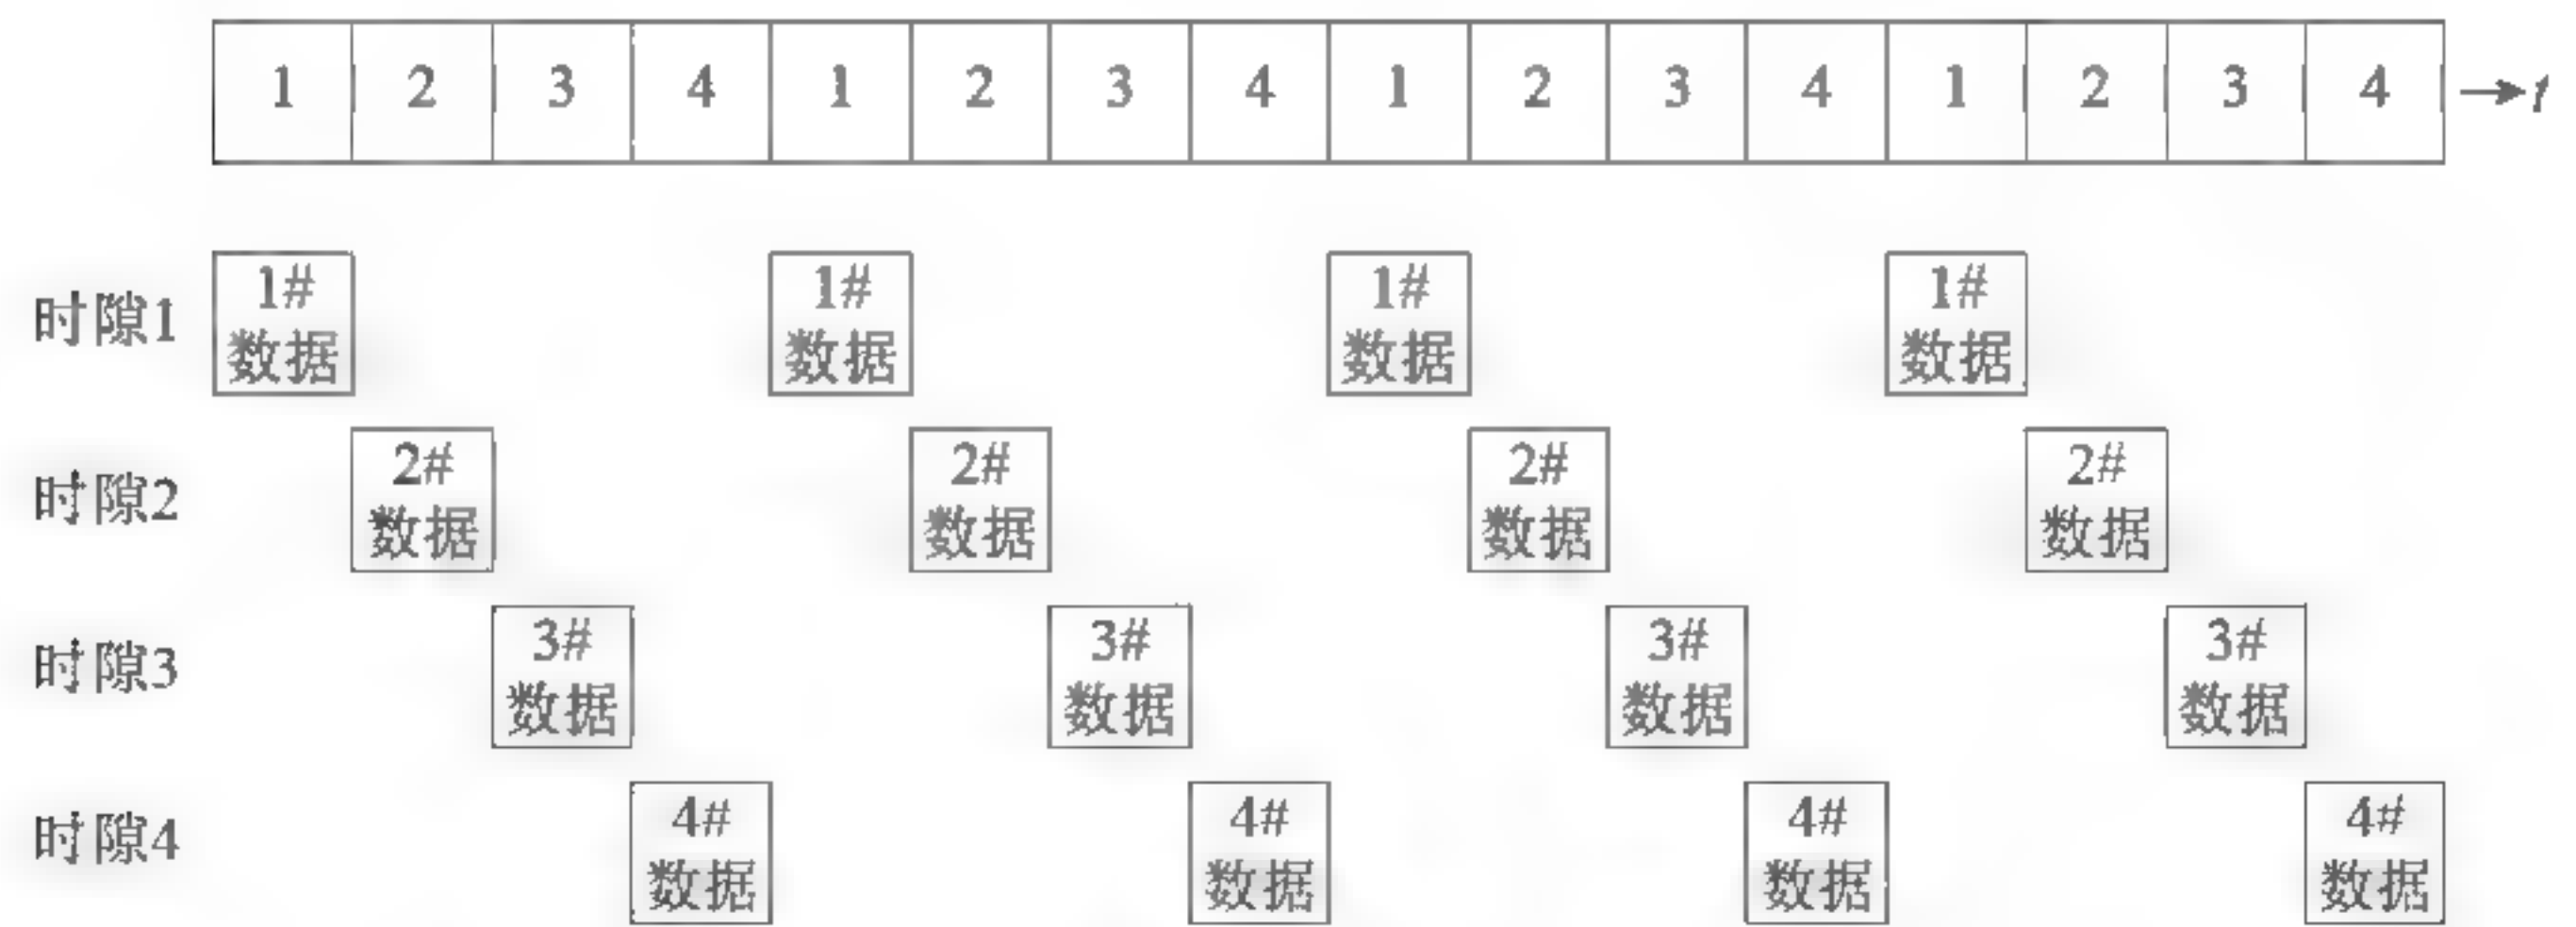 1 2 3 4 1 2 3 4 1 2 3 4 1 2 3 4 t
时隙1
1# 1# 1# 1#
数据 数据 数据 数据
时隙2
2# 2# 2# 2#
数据 数据 数据 数据
时隙3
3# 3# 3# 3#
数据 数据 数据 数据
时隙4
4# 4# 4# 4#
数据 数据 数据 数据